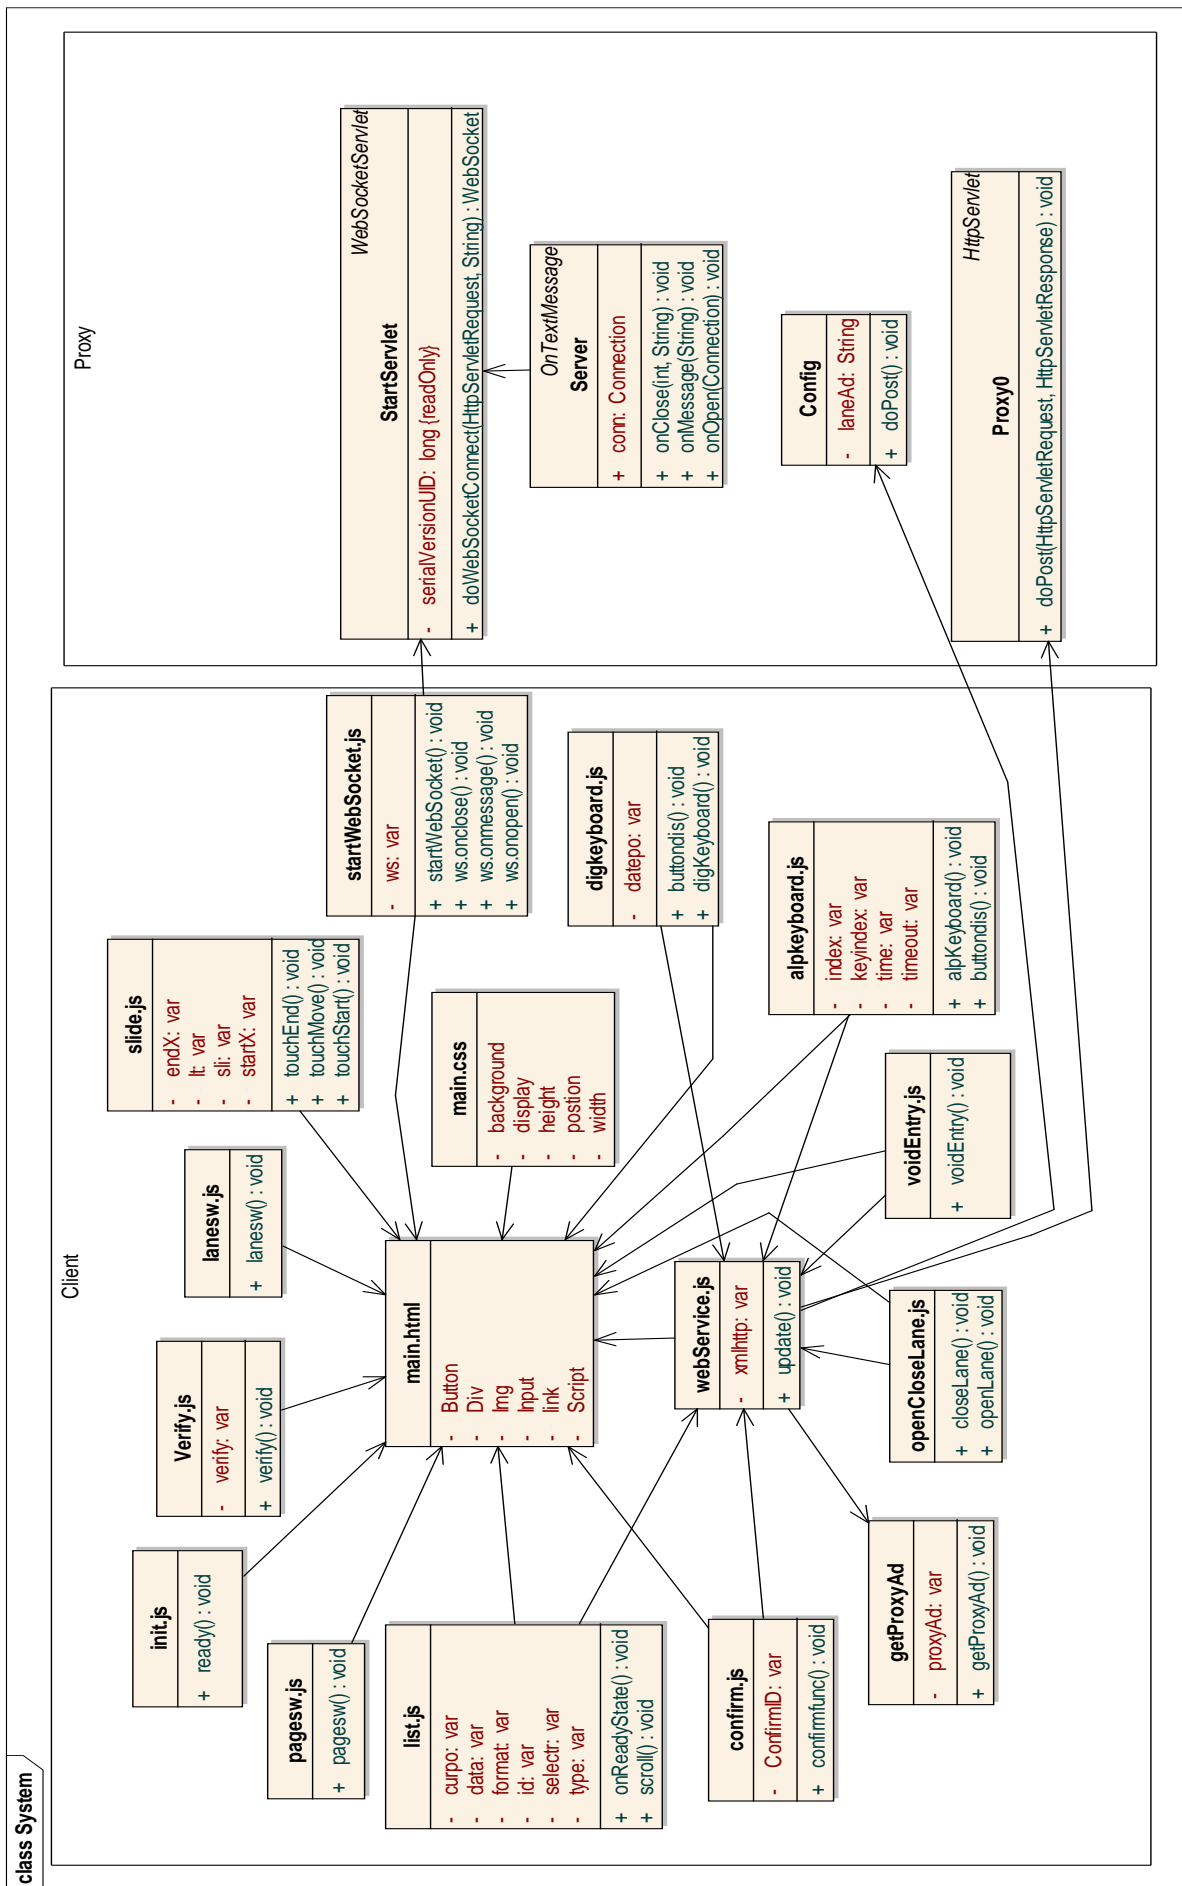 class System
Client
init.js
+ ready() : void
Verify.js
- verify: var
+ verify() : void
lanesw.js
+ lanesw() : void
slide.js
- endX: var
- lt: var
- sli: var
- startX: var
+ touchEnd() : void
+ touchMove() : void
+ touchStart() : void
pagesw.js
+ pagesw() : void
startWebSocket.js
- ws: var
+ startWebSocket() : void
+ ws.onclose() : void
+ ws.onmessage() : void
+ ws.onopen() : void
list.js
- curpo: var
- data: var
- format: var
- id: var
- selectr: var
- type: var
+ onReadyState() : void
+ scroll() : void
main.html
- Button
- Div
- Img
- Input
- link
- Script
main.css
- background
- display
- height
- postion
- width
digkeyboard.js
- datepo: var
+ buttondis() : void
+ digKeyboard() : void
confirm.js
- ConfirmID: var
+ confirmfunc() : void
webService.js
- xmlhttp: var
+ update() : void
alpkeyboard.js
- index: var
- keyindex: var
- time: var
- timeout: var
+ alpKeyboard() : void
+ buttondis() : void
getProxyAd
- proxyAd: var
+ getProxyAd() : void
openCloseLane.js
+ closeLane() : void
+ openLane() : void
voidEntry.js
+ voidEntry() : void
Proxy
WebSocketServlet
StartServlet
- serialVersionUID: long {readOnly}
+ doWebSocketConnect(HttpServletRequest, String) : WebSocket
OnTextMessage
Server
+ conn: Connection
+ onClose(int, String) : void
+ onMessage(String) : void
+ onOpen(Connection) : void
Config
- laneAd: String
+ doPost() : void
HttpServlet
Proxy0
+ doPost(HttpServletRequest, HttpServletResponse) : void